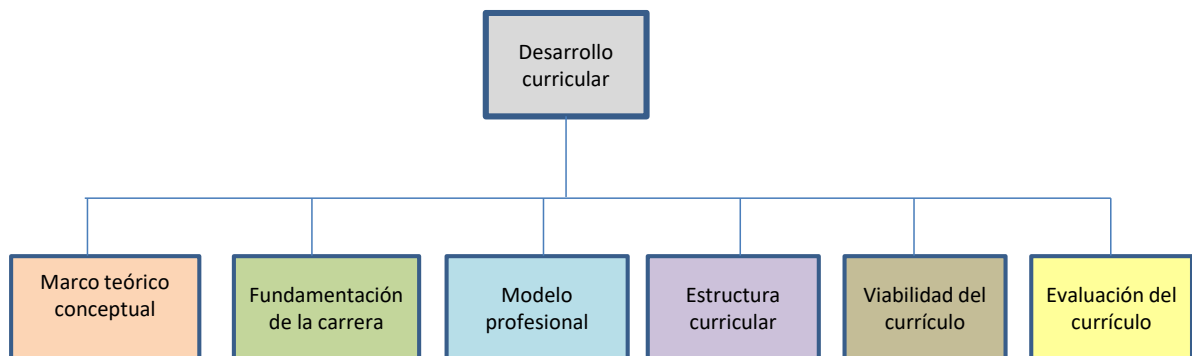 Desarrollo
curricular
Marco teórico
conceptual
Fundamentación
de la carrera
Modelo
profesional
Estructura
curricular
Viabilidad del
currículo
Evaluación del
currículo